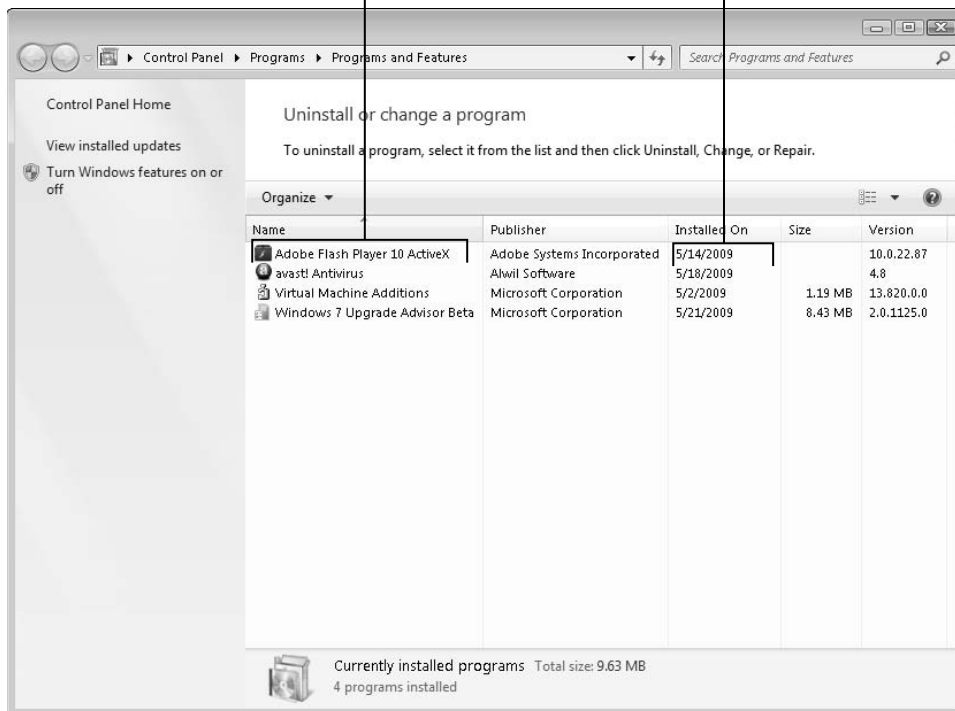 Control Panel ▸ Programs ▸ Programs and Features
Search Programs and Features
Control Panel Home
View installed updates
Turn Windows features on or
off
Uninstall or change a program
To uninstall a program, select it from the list and then click Uninstall, Change, or Repair.
Organize
Name Publisher Installed On Size Version
Adobe Flash Player 10 ActiveX Adobe Systems Incorporated 5/14/2009 10.0.22.87
avast! Antivirus Alwil Software 5/18/2009 4.8
Virtual Machine Additions Microsoft Corporation 5/2/2009 1.19 MB 13.820.0.0
Windows 7 Upgrade Advisor Beta Microsoft Corporation 5/21/2009 8.43 MB 2.0.1125.0
Currently installed programs Total size: 9.63 MB
4 programs installed